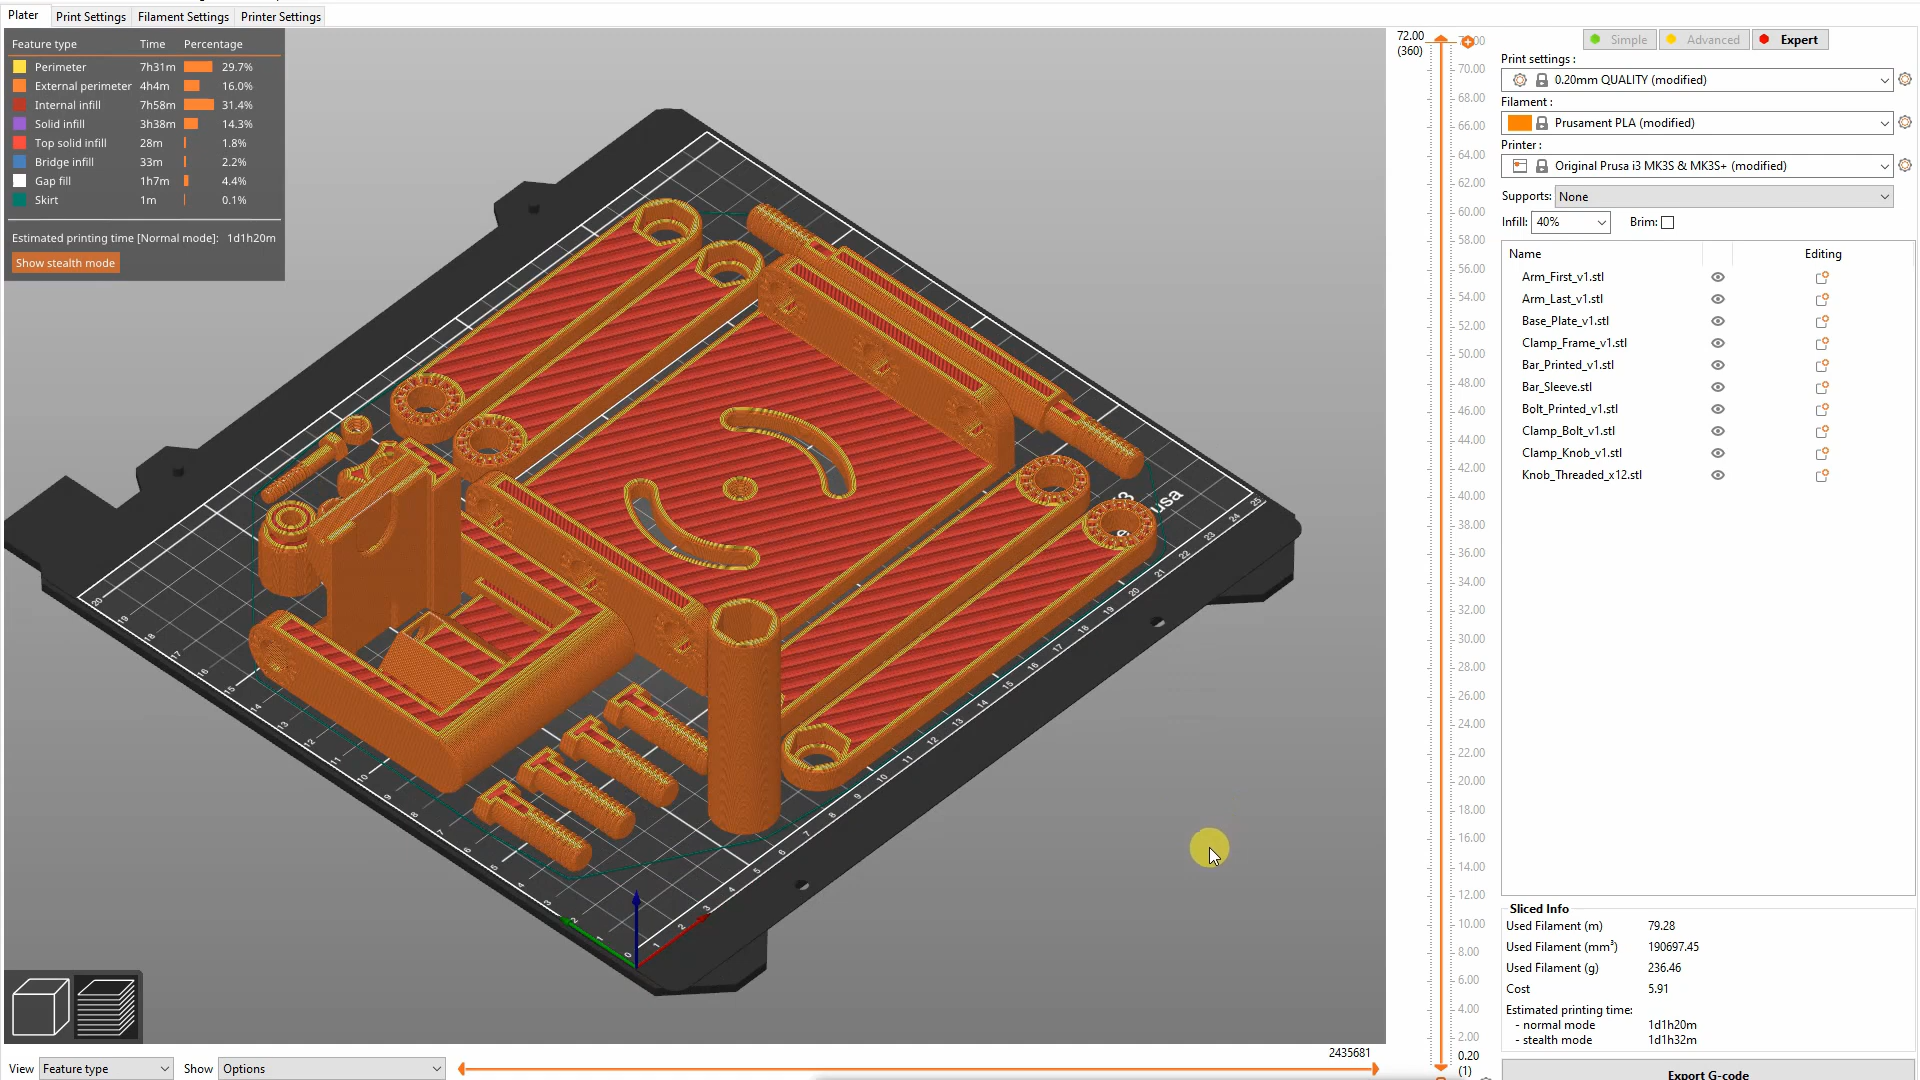 Plater Print Settings Filament Settings Printer Settings
Feature type Time Percentage
Perimeter 7h31m 29.7%
External perimeter 4h4m 16.0%
Internal infill 7h58m 31.4%
Solid infill 3h38m 14.3%
Top solid infill 28m 1.8%
Bridge infill 33m 2.2%
Gap fill 1h7m 4.4%
Skirt 1m 0.1%
Estimated printing time [Normal mode]: 1d1h20m
Show stealth mode
72.00
(360)
70.00
68.00
66.00
64.00
62.00
60.00
58.00
56.00
54.00
52.00
50.00
48.00
46.00
44.00
42.00
40.00
38.00
36.00
34.00
32.00
30.00
28.00
26.00
24.00
22.00
20.00
18.00
16.00
14.00
12.00
10.00
8.00
6.00
4.00
2.00
0.20
(1)
Simple Advanced Expert
Print settings :
0.20mm QUALITY (modified)
Filament :
Prusament PLA (modified)
Printer :
Original Prusa i3 MK3S & MK3S+ (modified)
Supports: None
Infill: 40% Brim:
Name Editing
Arm_First_v1.stl
Arm_Last_v1.stl
Base_Plate_v1.stl
Clamp_Frame_v1.stl
Bar_Printed_v1.stl
Bar_Sleeve.stl
Bolt_Printed_v1.stl
Clamp_Bolt_v1.stl
Clamp_Knob_v1.stl
Knob_Threaded_x12.stl
Sliced Info
Used Filament (m) 79.28
Used Filament (mm³) 190697.45
Used Filament (g) 236.46
Cost 5.91
Estimated printing time:
- normal mode 1d1h20m
- stealth mode 1d1h32m
Export G-code
2435681
View Feature type Show Options